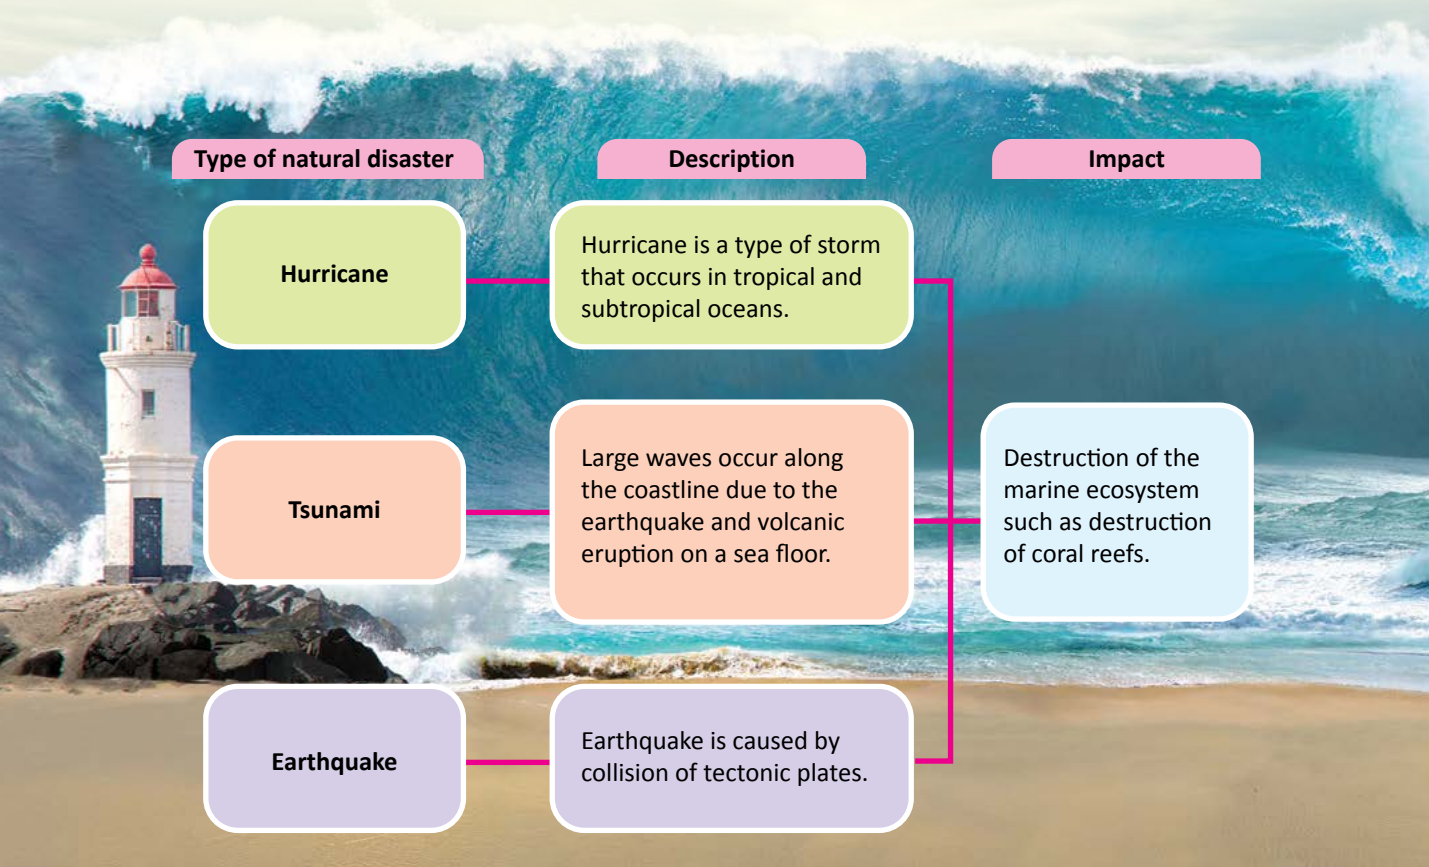 Type of natural disaster
Description
Impact
Hurricane
Hurricane is a type of storm
that occurs in tropical and
subtropical oceans.
Tsunami
Large waves occur along
the coastline due to the
earthquake and volcanic
eruption on a sea floor.
Destruction of the
marine ecosystem
such as destruction
of coral reefs.
Earthquake
Earthquake is caused by
collision of tectonic plates.